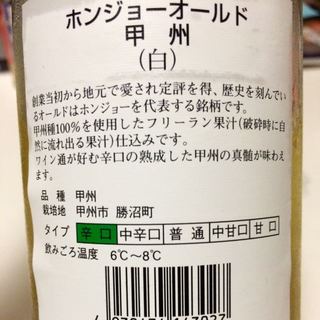 ホンジョーオールド
甲州
(白)
創業当初から地元で愛され定評を得、歴史を刻んでい
るオールドはホンジョーを代表する銘柄です。
甲州種100%を使用したフリーラン果汁(破砕時に自
然に流れ出る果汁)仕込みです。
ワイン通が好む辛口の熟成した甲州の真髄が味わえ
ます。
品種 甲州
栽培地 甲州市 勝沼町
タイプ 辛口 中辛口 普通 中甘口 甘口
飲みごろ温度 6℃～8℃